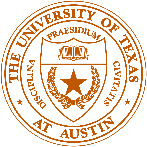 THE UNIVERSITY OF TEXAS
AT AUSTIN
DISCIPLINA
PRAESIDIUM
CIVITATIS